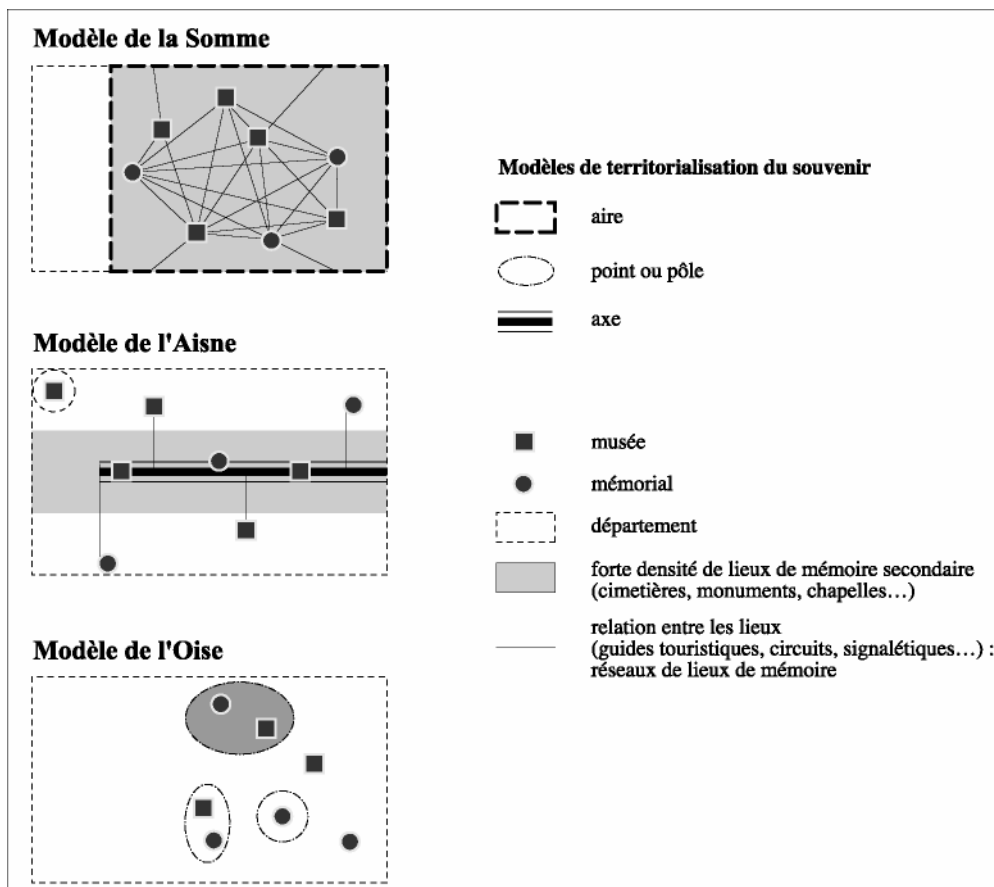 Modèle de la Somme
Modèle de l'Aisne
Modèle de l'Oise
Modèles de territorialisation du souvenir
aire
point ou pôle
axe
musée
mémorial
département
forte densité de lieux de mémoire secondaire
(cimetières, monuments, chapelles…)
relation entre les lieux
(guides touristiques, circuits, signalétiques…) :
réseaux de lieux de mémoire